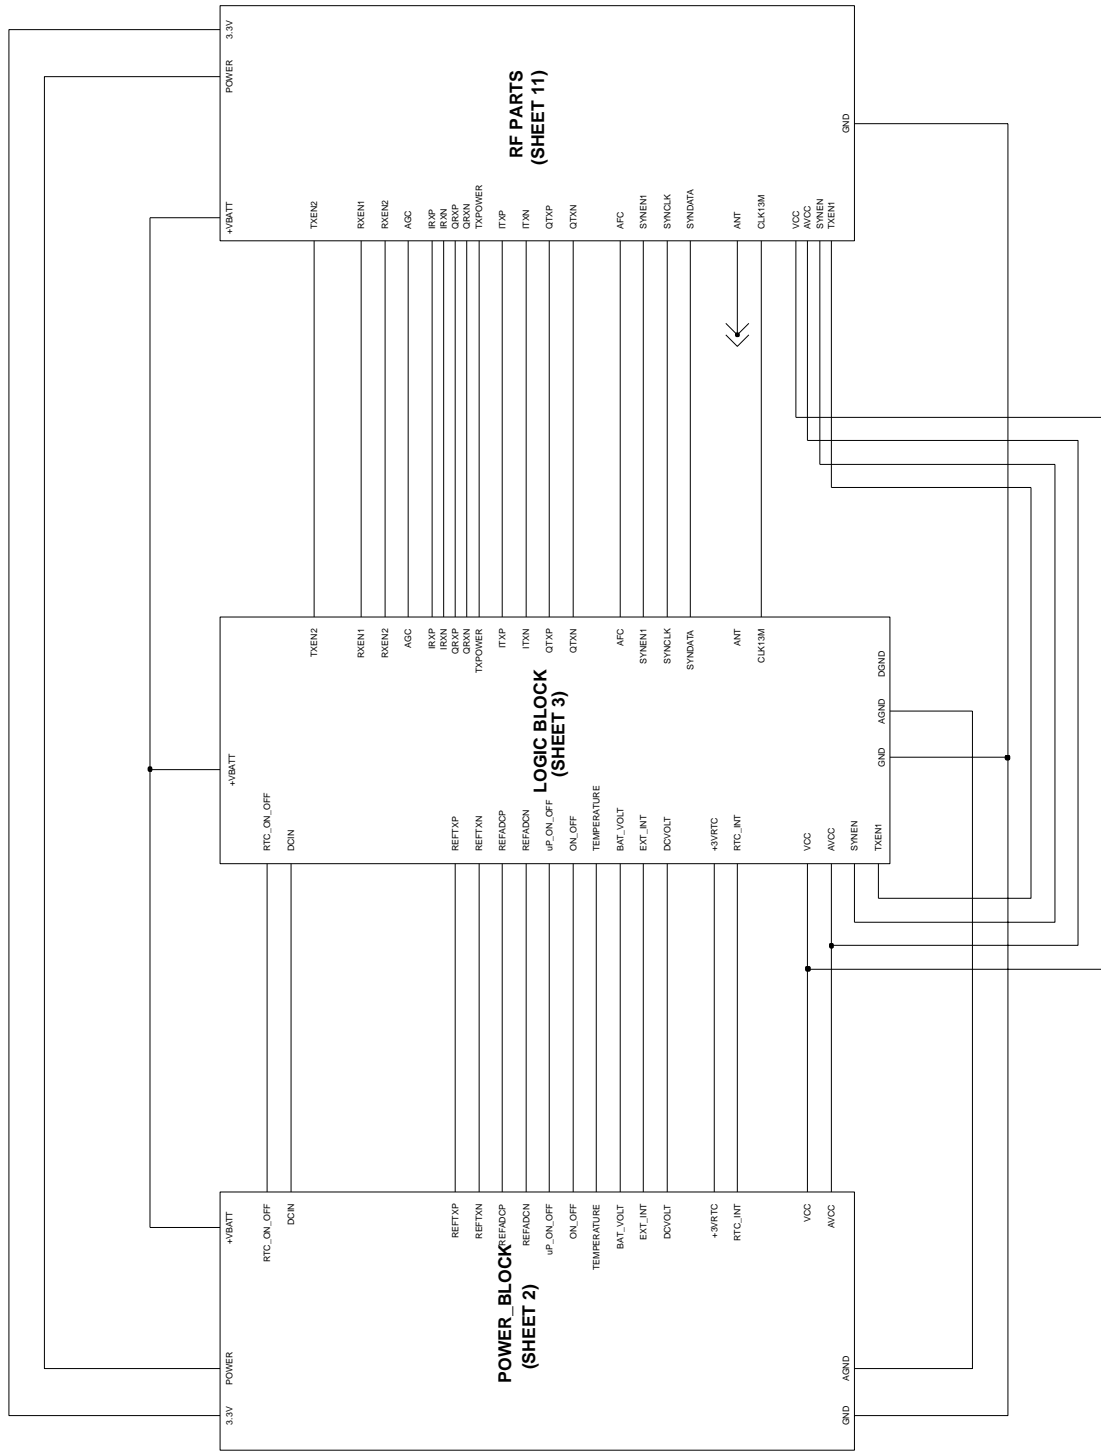 3.3V
POWER
+VBATT
RF PARTS
(SHEET 11)
GND
TXEN2
RXEN1
RXEN2
AGC
IRXP
IRXN
QRXP
QRXN
TXPOWER
ITXP
ITXN
QTXP
QTXN
AFC
SYNEN1
SYNCLK
SYNDATA
ANT
CLK13M
VCC
AVCC
SYNEN
TXEN1
TXEN2
RXEN1
RXEN2
AGC
IRXP
IRXN
QRXP
QRXN
TXPOWER
ITXP
ITXN
QTXP
QTXN
AFC
SYNEN1
SYNCLK
SYNDATA
ANT
CLK13M
DGND
AGND
GND
LOGIC BLOCK
(SHEET 3)
+VBATT
RTC_ON_OFF
DCIN
REFTXP
REFTXN
REFADCP
REFADCN
uP_ON_OFF
ON_OFF
TEMPERATURE
BAT_VOLT
EXT_INT
DCVOLT
+3VRTC
RTC_INT
VCC
AVCC
SYNEN
TXEN1
+VBATT
RTC_ON_OFF
DCIN
REFTXP
REFTXN
REFADCP
REFADCN
uP_ON_OFF
ON_OFF
TEMPERATURE
BAT_VOLT
EXT_INT
DCVOLT
+3VRTC
RTC_INT
VCC
AVCC
POWER_BLOCK
(SHEET 2)
POWER
3.3V
AGND
GND